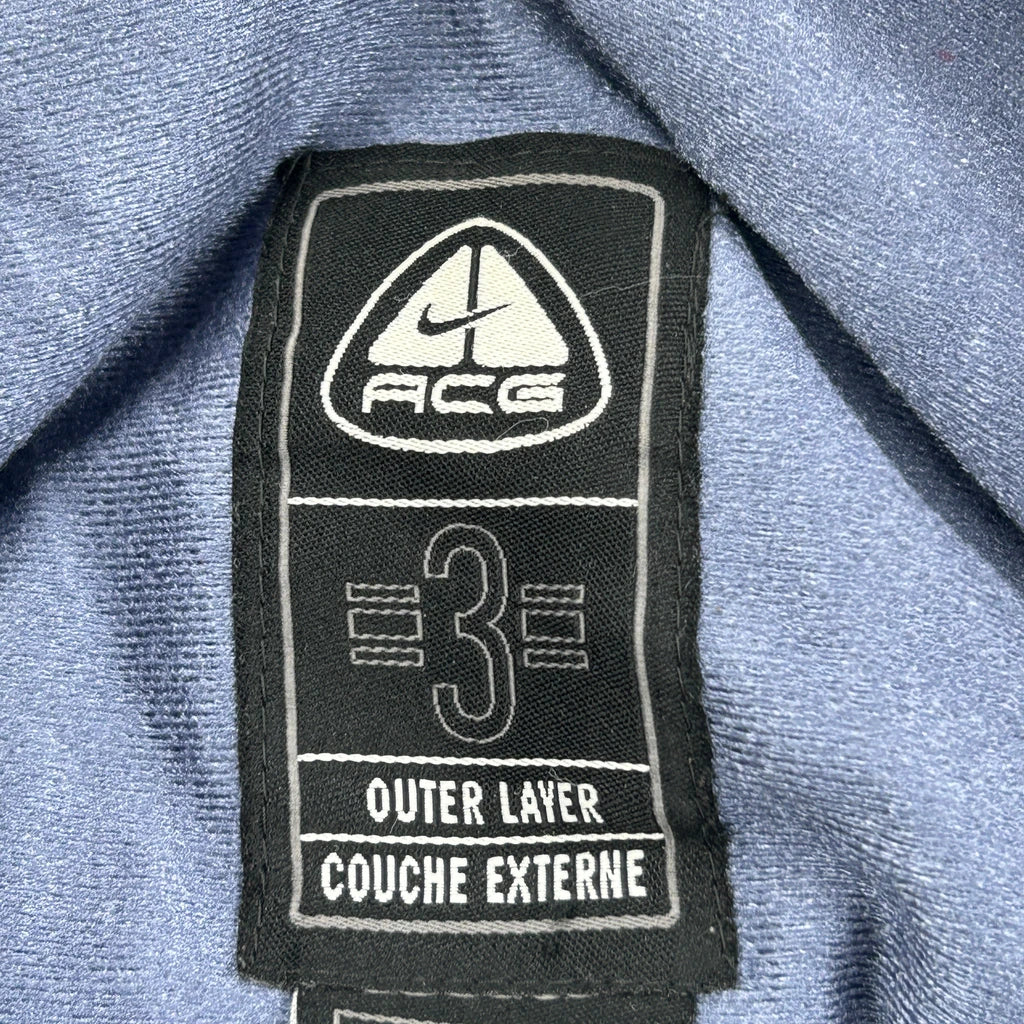 ACG
3
OUTER LAYER
COUCHE EXTERNE